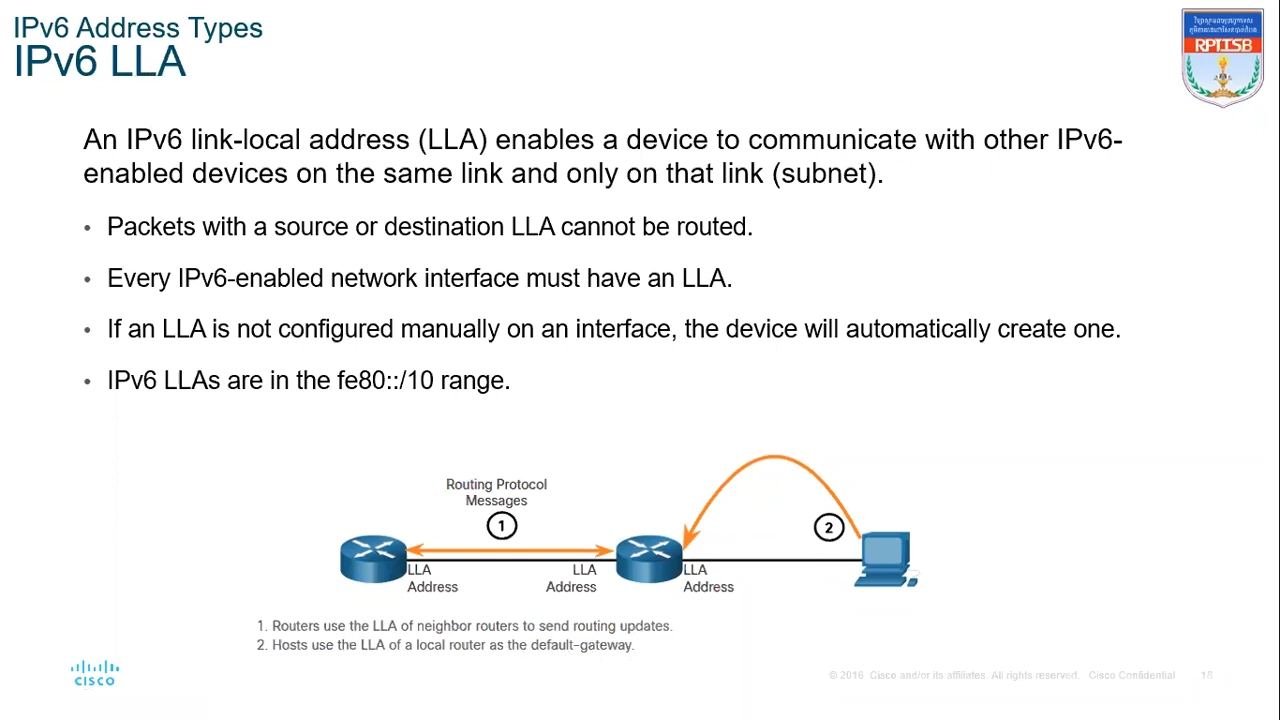 IPv6 Address Types
IPv6 LLA
RPITSB
An IPv6 link-local address (LLA) enables a device to communicate with other IPv6-
enabled devices on the same link and only on that link (subnet).
• Packets with a source or destination LLA cannot be routed.
• Every IPv6-enabled network interface must have an LLA.
• If an LLA is not configured manually on an interface, the device will automatically create one.
• IPv6 LLAs are in the fe80::/10 range.
Routing Protocol
Messages
1
2
LLA
Address
LLA
Address
LLA
Address
1. Routers use the LLA of neighbor routers to send routing updates.
2. Hosts use the LLA of a local router as the default-gateway.
CISCO
© 2016 Cisco and/or its affiliates. All rights reserved. Cisco Confidential